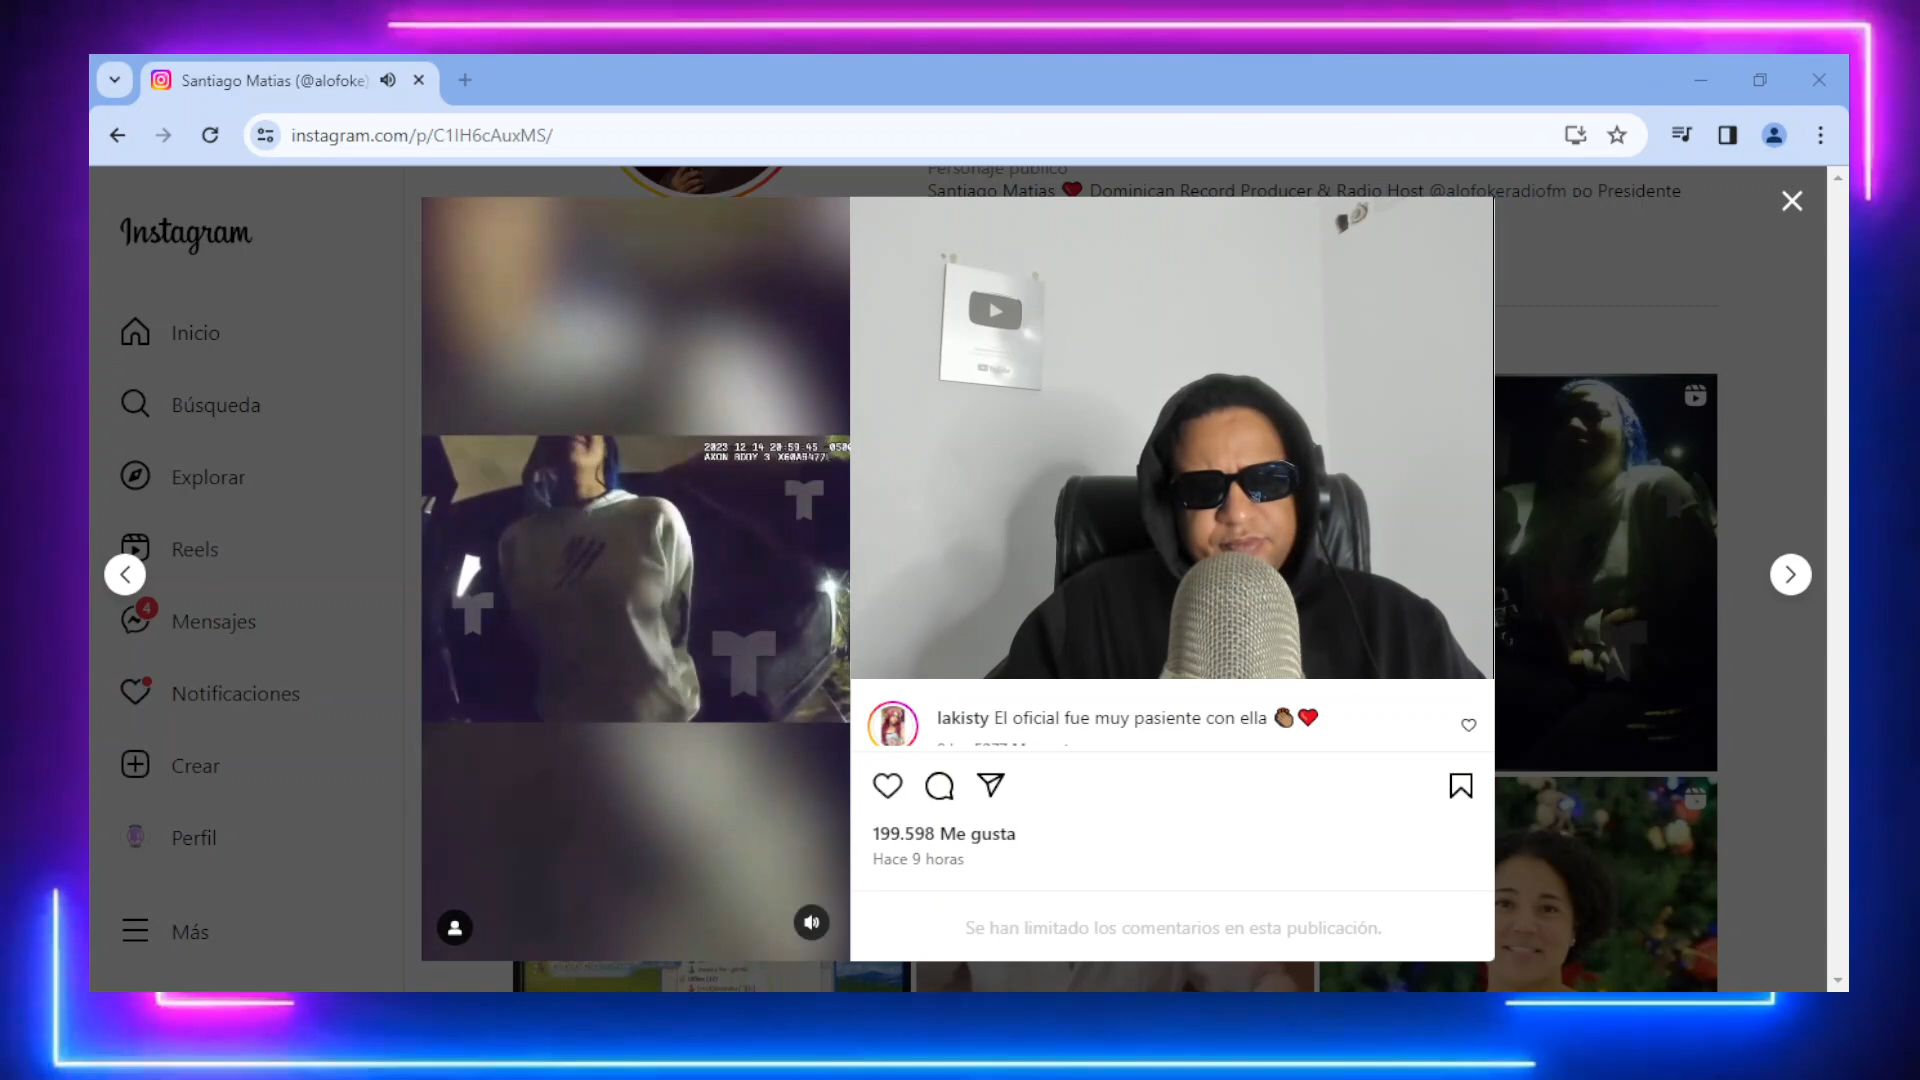 Santiago Matias (@alofoke)
instagram.com/p/C1IH6cAuxMS/
Personaje público
Santiago Matias ❤️ Dominican Record Producer & Radio Host @alofokeradiofm po Presidente
Instagram
Inicio
Búsqueda
Explorar
Reels
4
Mensajes
Notificaciones
Crear
Perfil
Más
2023 12 14 20:59:45 -050
AXON BODY 3 X60A9477L
YouTube
lakisty El oficial fue muy pasiente con ella 👏🏾❤️
199.598 Me gusta
Hace 9 horas
Se han limitado los comentarios en esta publicación.